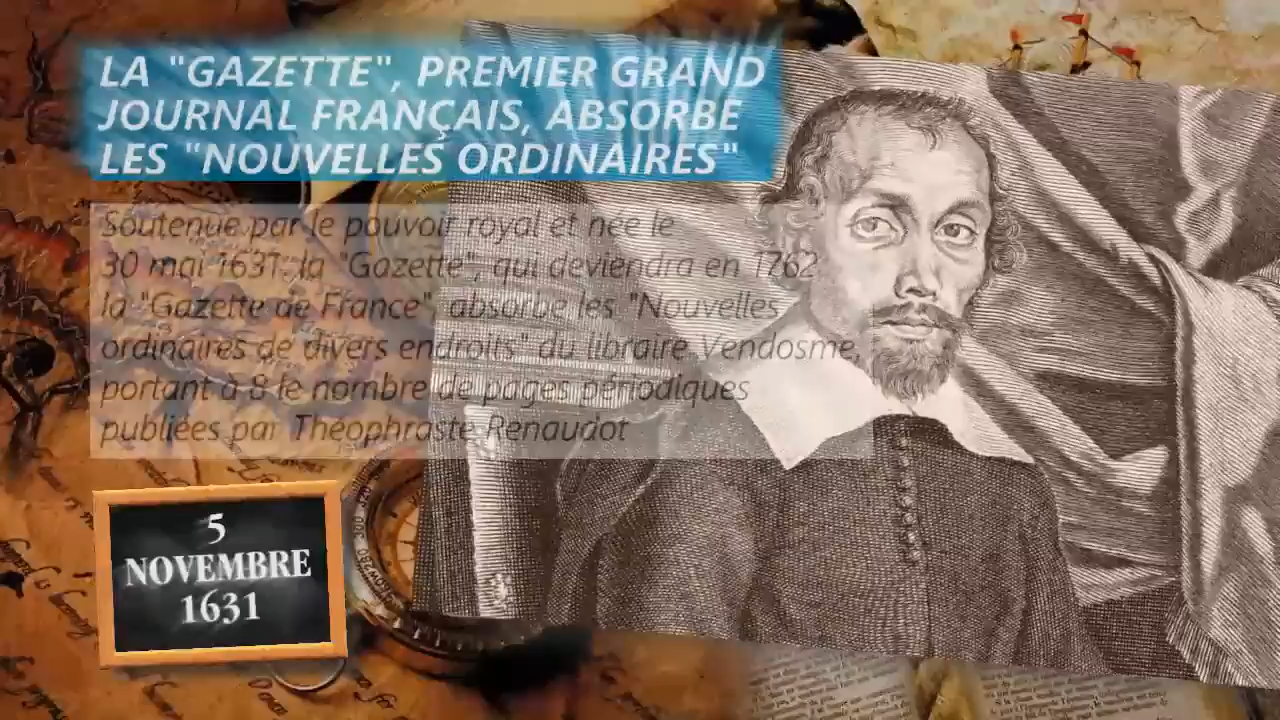 LA "GAZETTE", PREMIER GRAND
JOURNAL FRANÇAIS, ABSORBE
LES "NOUVELLES ORDINAIRES"
Soutenue par le pouvoir royal et née le
30 mai 1631, la "Gazette", qui deviendra en 1762
la "Gazette de France", absorbe les "Nouvelles
ordinaires de divers endroits" du libraire Vendosme,
portant à 8 le nombre de pages périodiques
publiées par Théophraste Renaudot
5
NOVEMBRE
1631